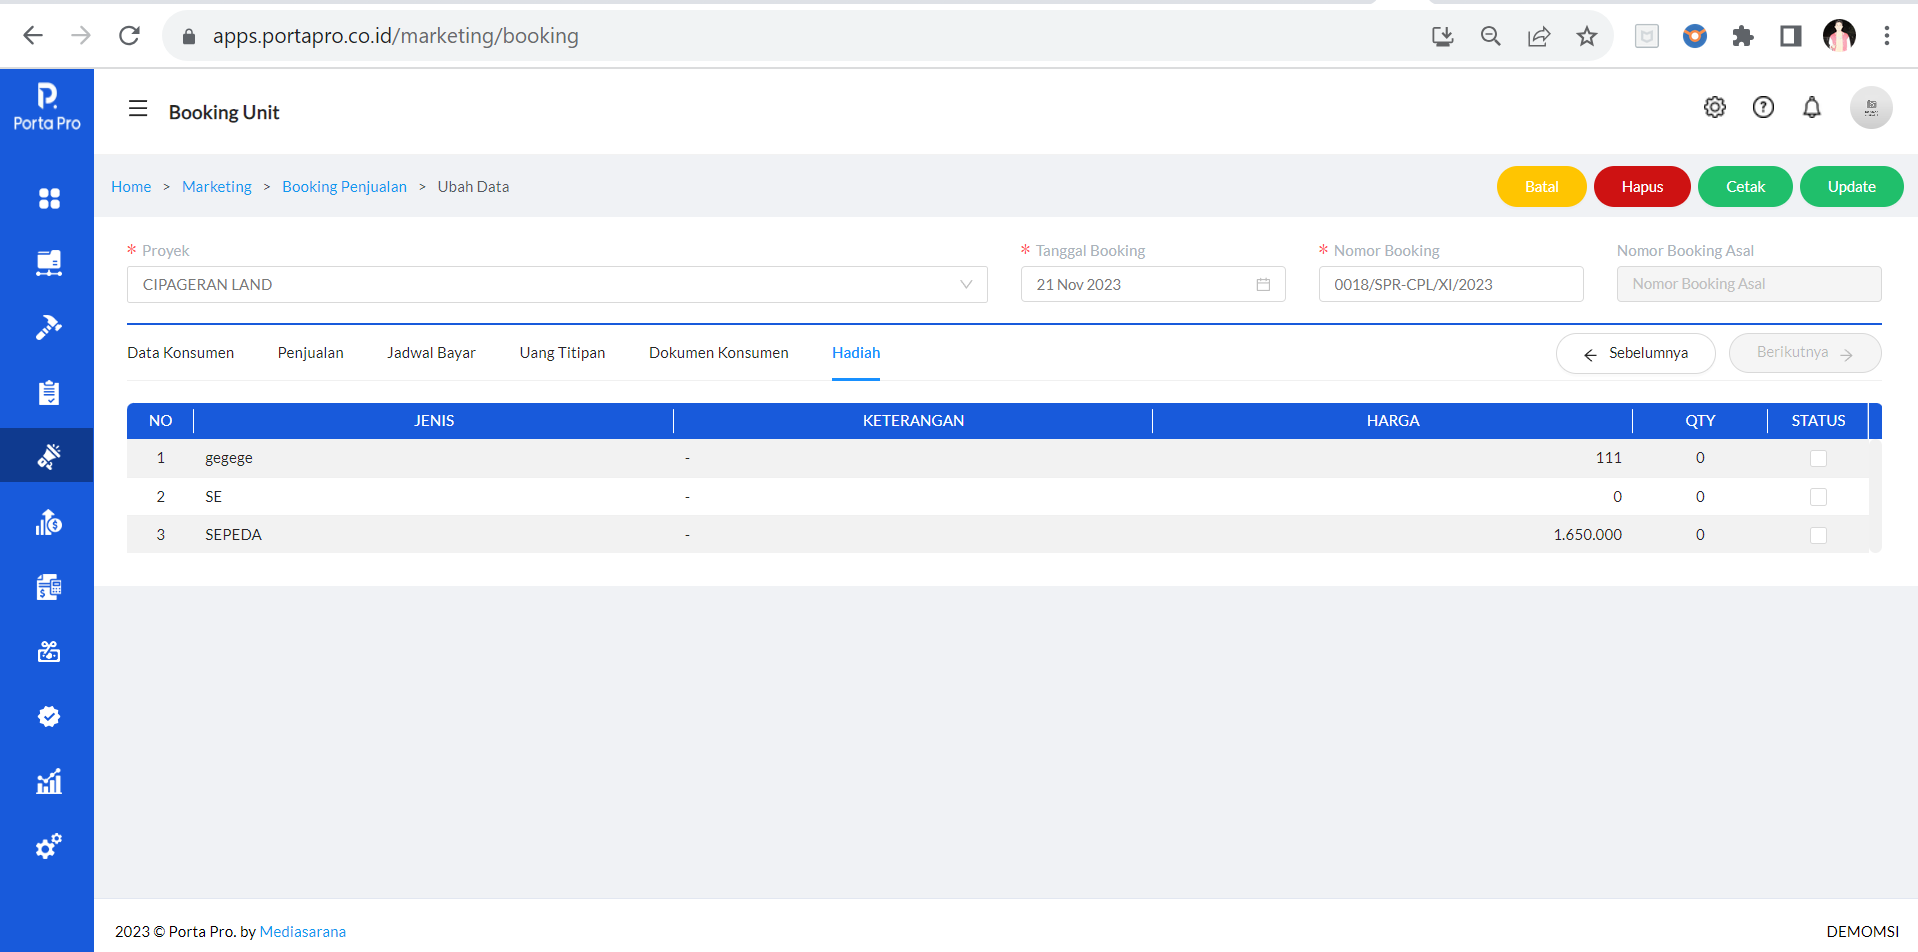 apps.portapro.co.id/marketing/booking
P.
Porta Pro
Booking Unit
Home > Marketing > Booking Penjualan > Ubah Data
Batal
Hapus
Cetak
Update
* Proyek
* Tanggal Booking
* Nomor Booking
Nomor Booking Asal
CIPAGERAN LAND
21 Nov 2023
0018/SPR-CPL/XI/2023
Nomor Booking Asal
Data Konsumen
Penjualan
Jadwal Bayar
Uang Titipan
Dokumen Konsumen
Hadiah
Sebelumnya
Berikutnya
NO JENIS KETERANGAN HARGA QTY STATUS
1 gegege - 111 0
2 SE - 0 0
3 SEPEDA - 1.650.000 0
2023 © Porta Pro. by Mediasarana
DEMOMSI